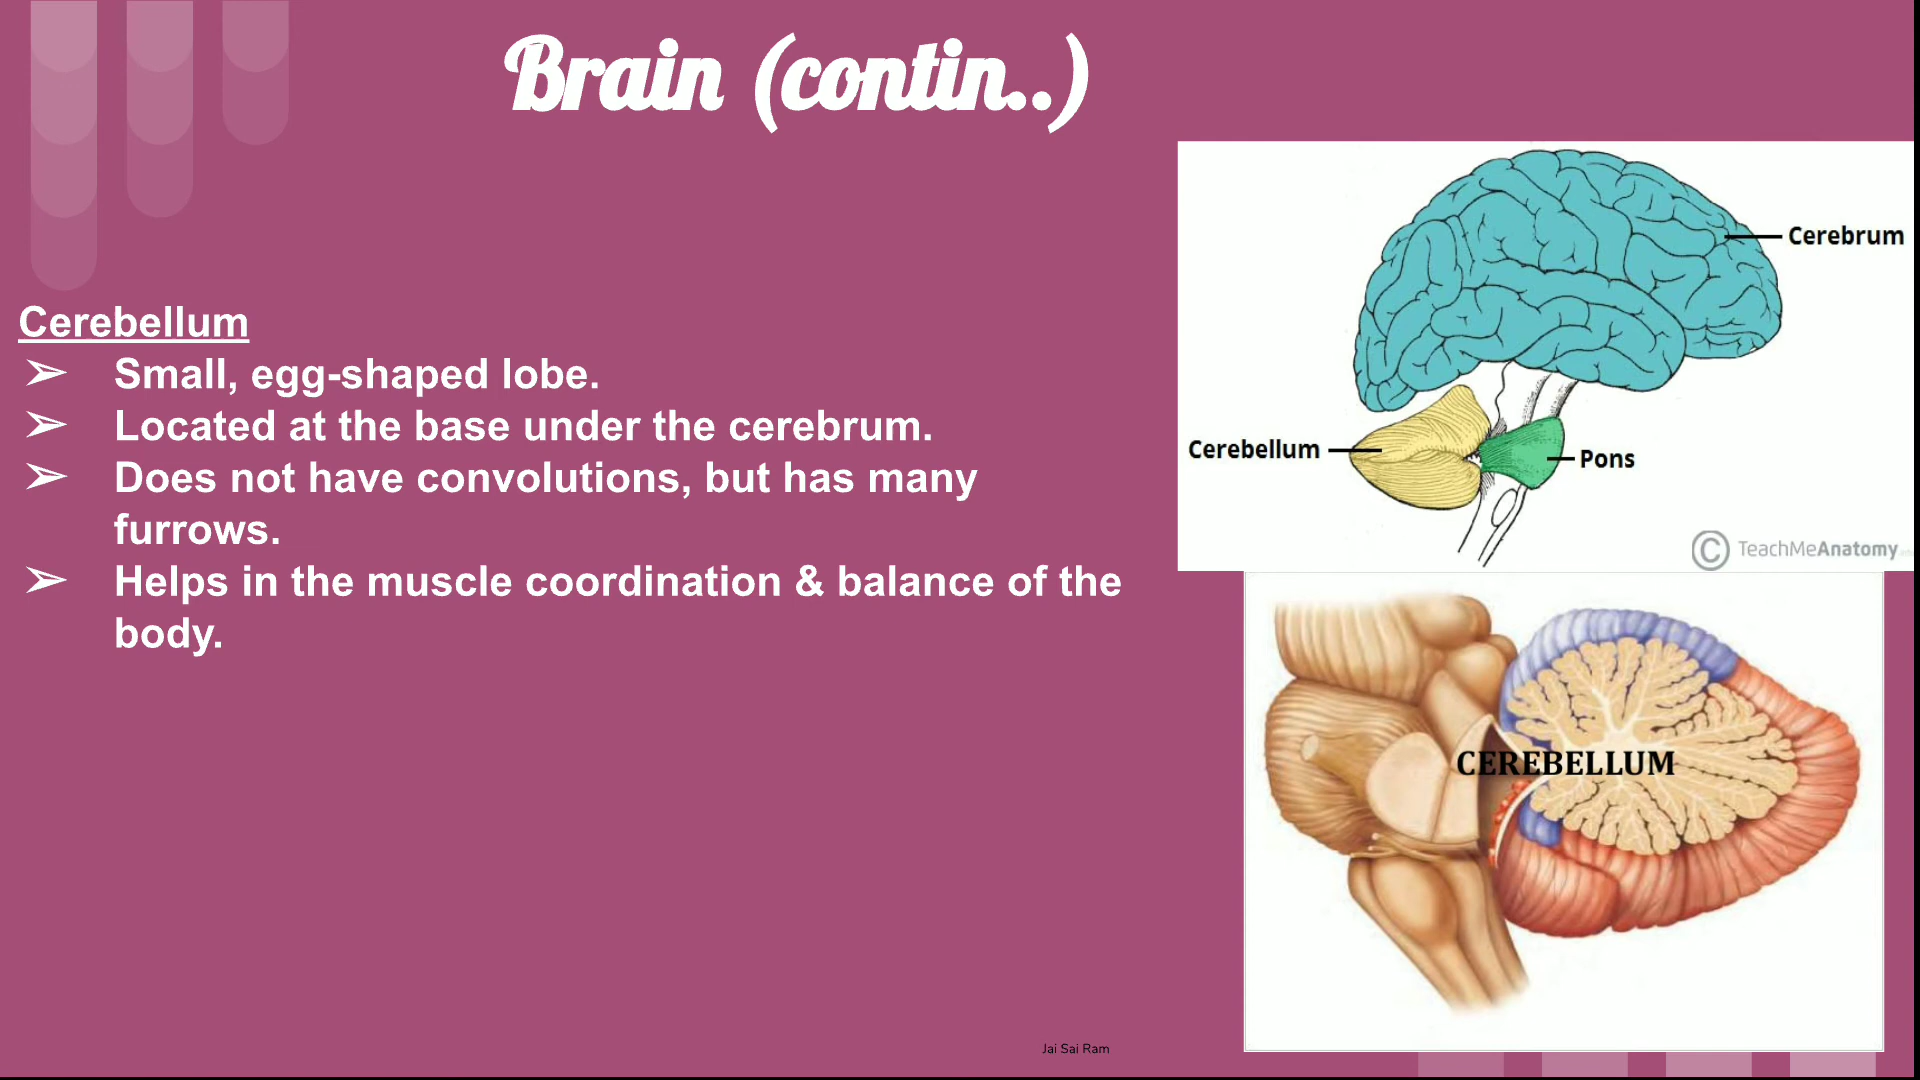 Brain (contin..)
Cerebellum
➢ Small, egg-shaped lobe.
➢ Located at the base under the cerebrum.
➢ Does not have convolutions, but has many
furrows.
➢ Helps in the muscle coordination & balance of the
body.
Cerebrum
Cerebellum
Pons
© TeachMeAnatomy
CEREBELLUM
Jai Sai Ram